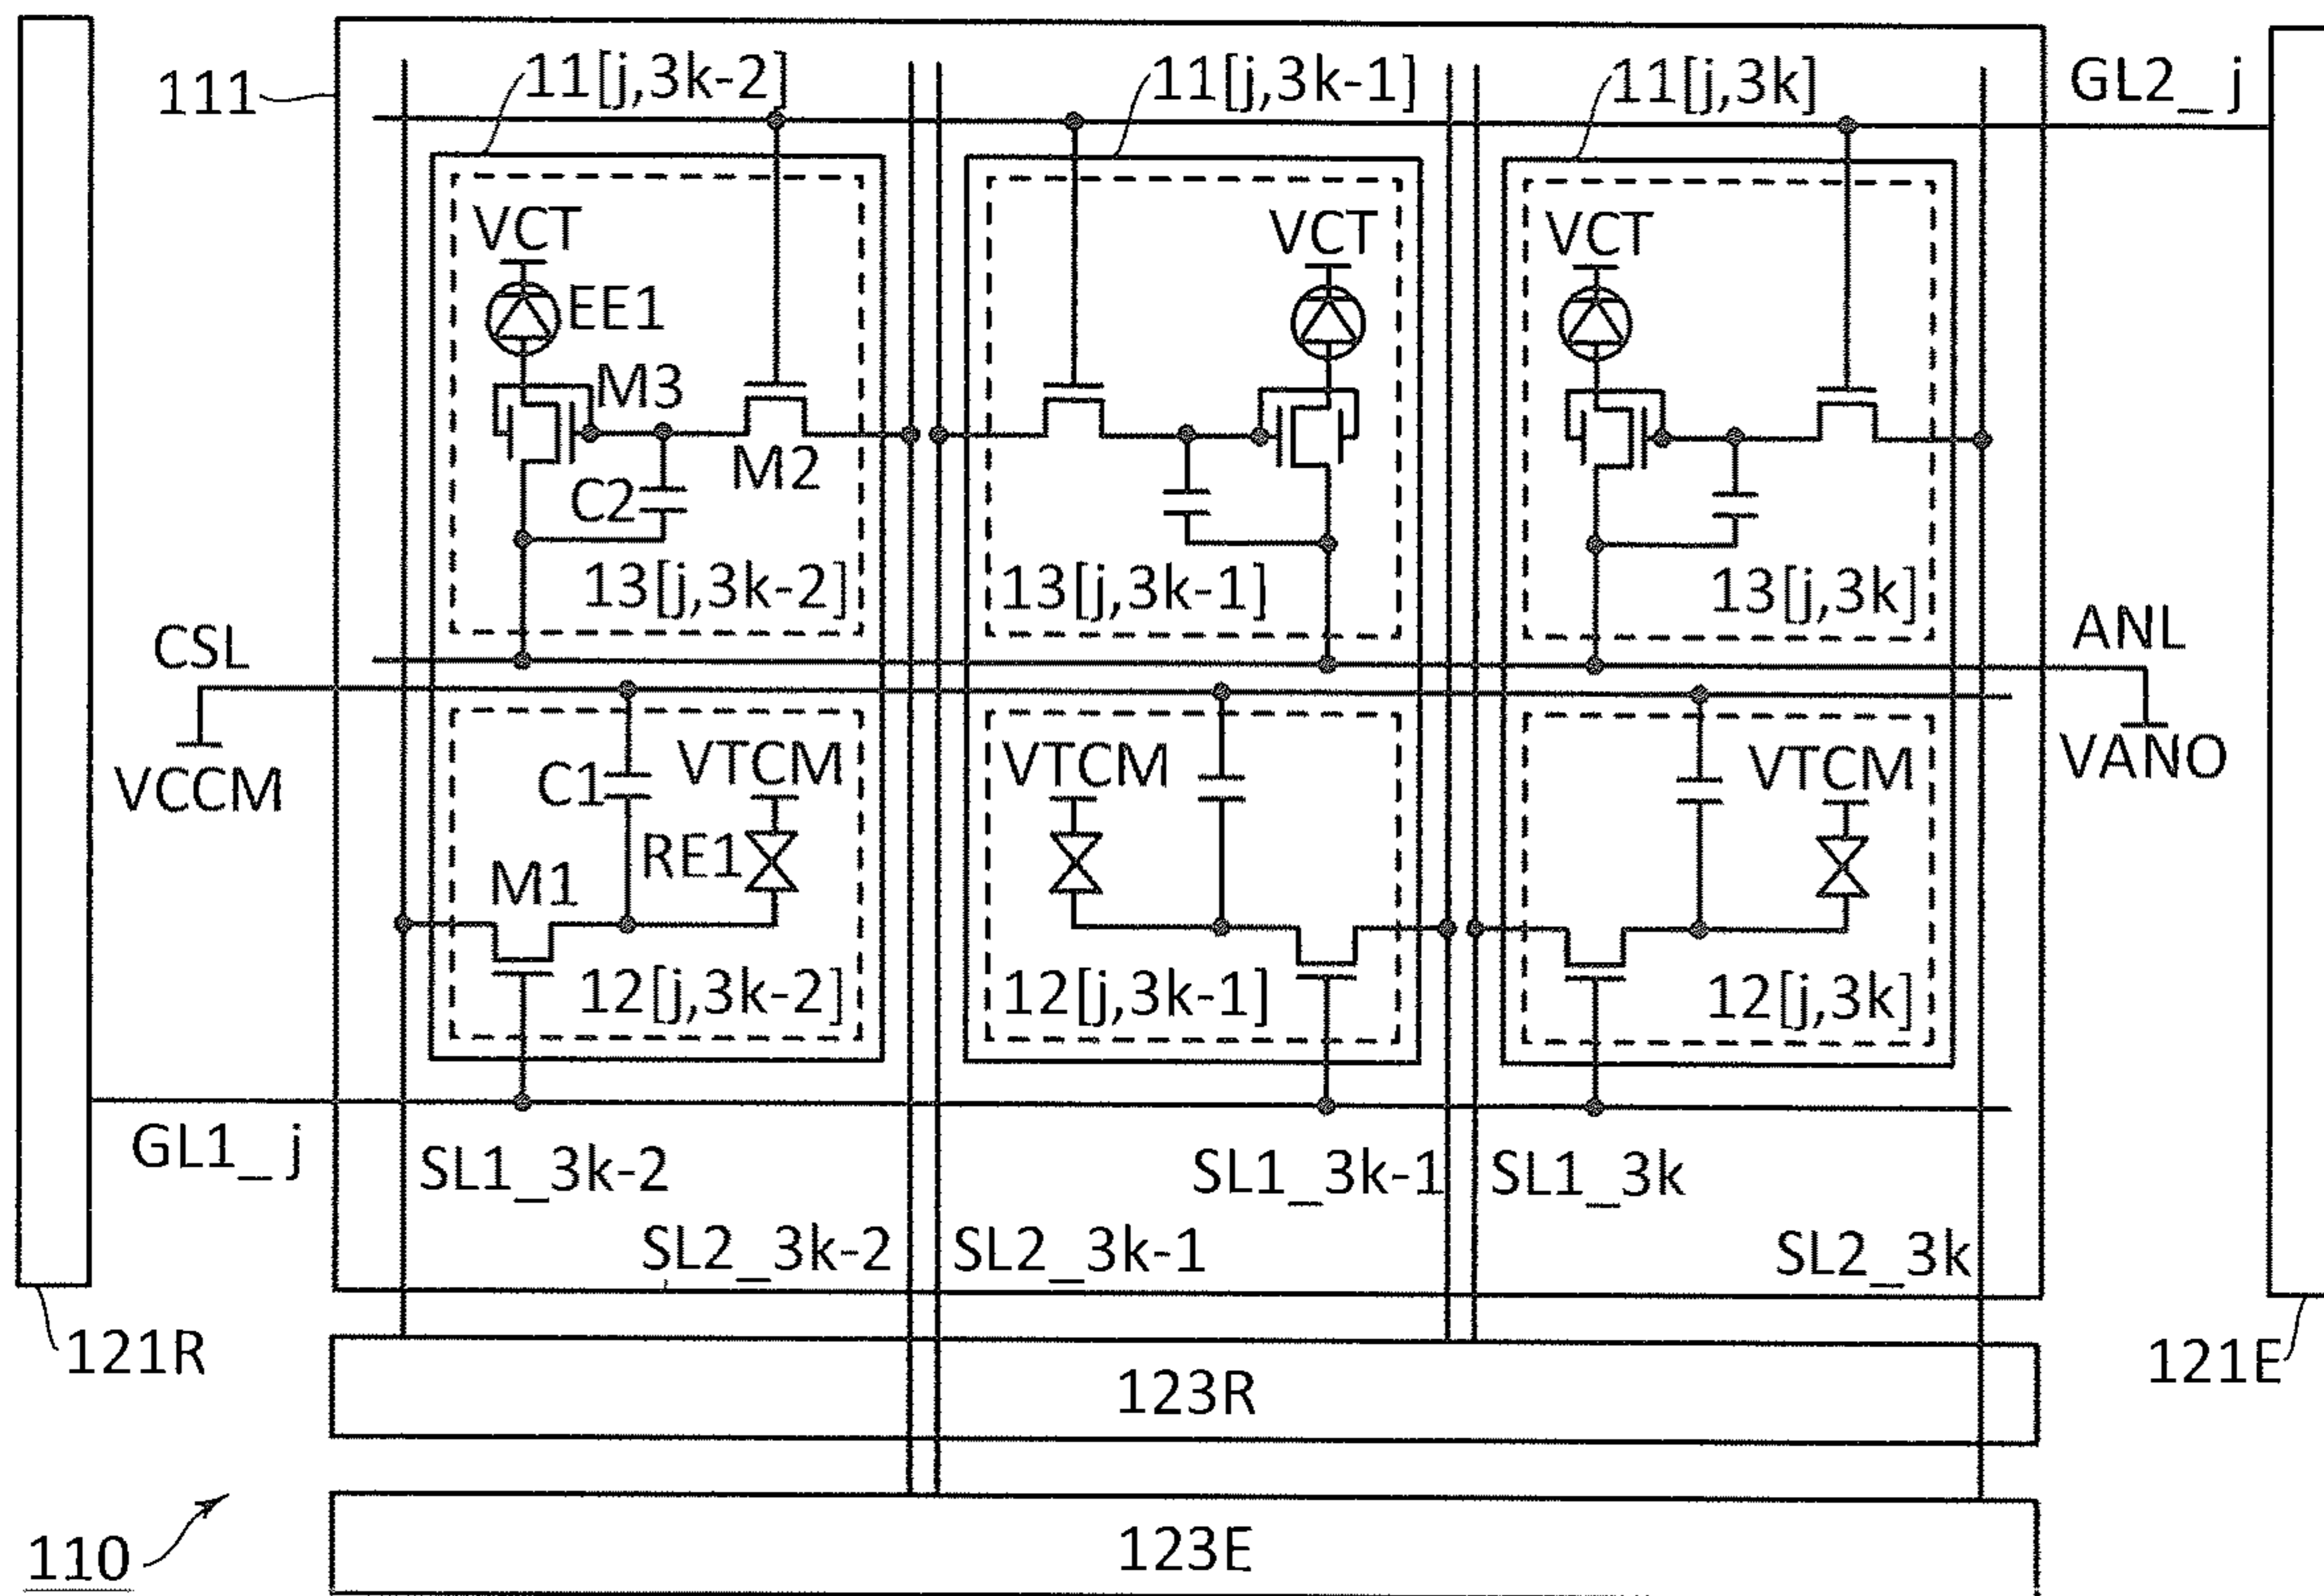 111
11[j,3k-2]
11[j,3k-1]
11[j,3k]
GL2_ j
VCT
EE1
M3
M2
C2
13[j,3k-2]
VCT
13[j,3k-1]
VCT
13[j,3k]
CSL
ANL
VCCM
VANO
C1
VTCM
RE1
M1
12[j,3k-2]
VTCM
12[j,3k-1]
VTCM
12[j,3k]
GL1_ j
SL1_3k-2
SL1_3k-1
SL1_3k
SL2_3k-2
SL2_3k-1
SL2_3k
121R
121E
123R
123E
110